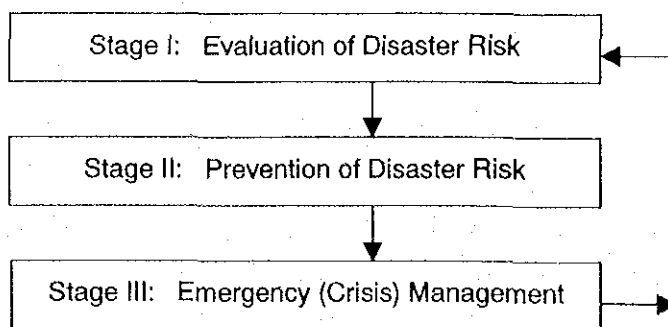 Stage I: Evaluation of Disaster Risk
Stage II: Prevention of Disaster Risk
Stage III: Emergency (Crisis) Management